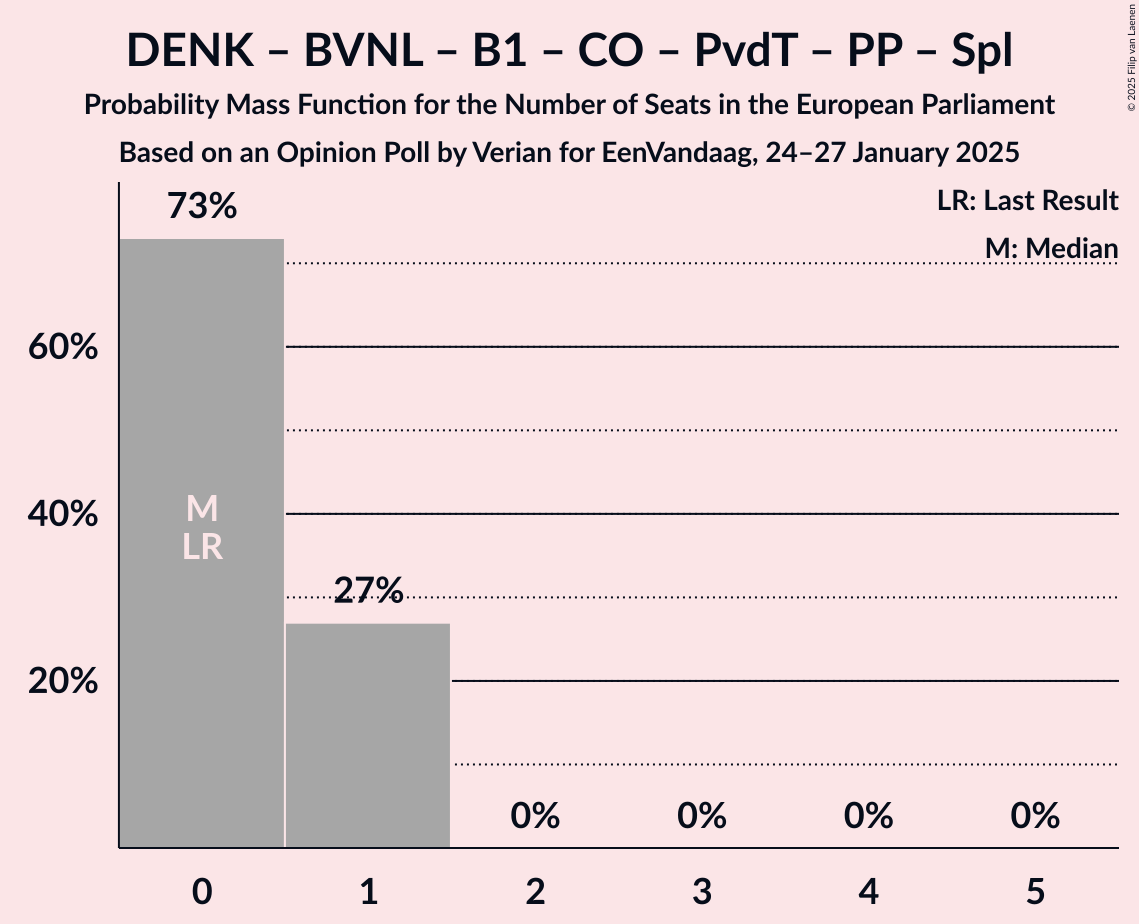 DENK – BVNL – B1 – CO – PvdT – PP – Spl
Probability Mass Function for the Number of Seats in the European Parliament
Based on an Opinion Poll by Verian for EenVandaag, 24–27 January 2025
© 2025 Filip van Laenen
LR: Last Result
M: Median
73%
60%
40%
20%
M
LR
27%
0%
0%
0%
0%
0
1
2
3
4
5